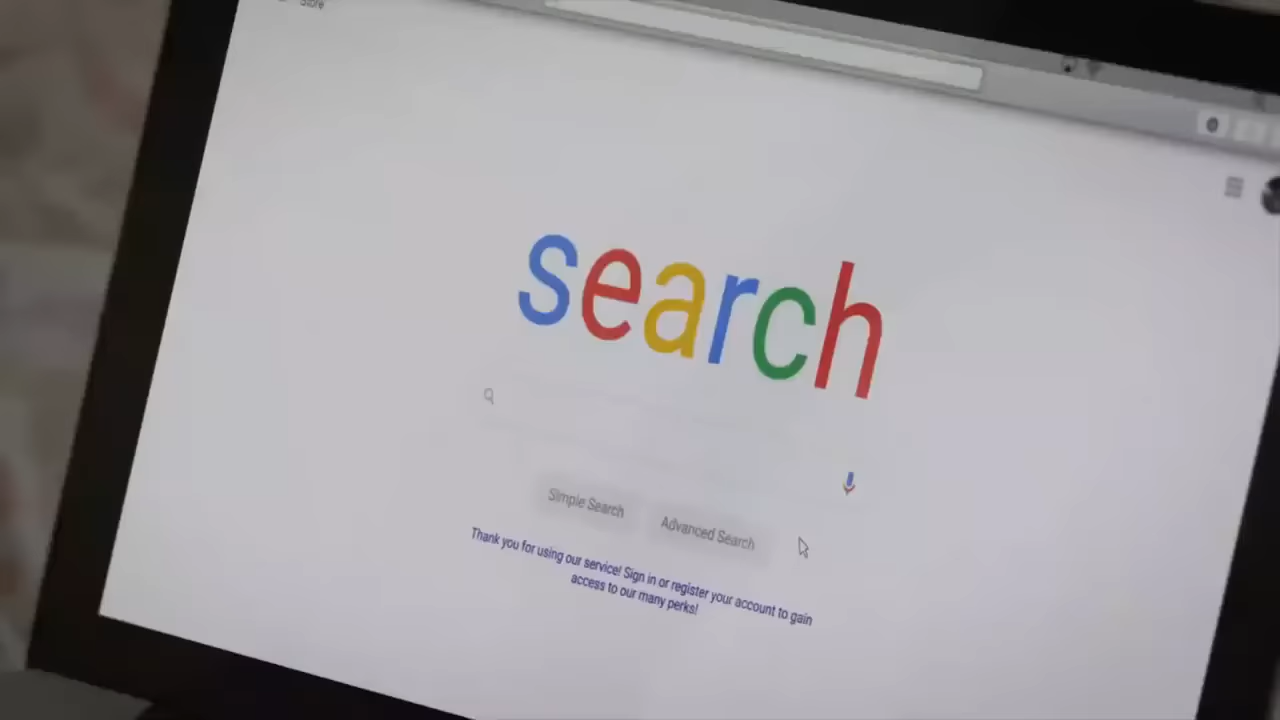 Store
search
Simple Search
Advanced Search
Thank you for using our service! Sign in or register your account to gain
access to our many perks!